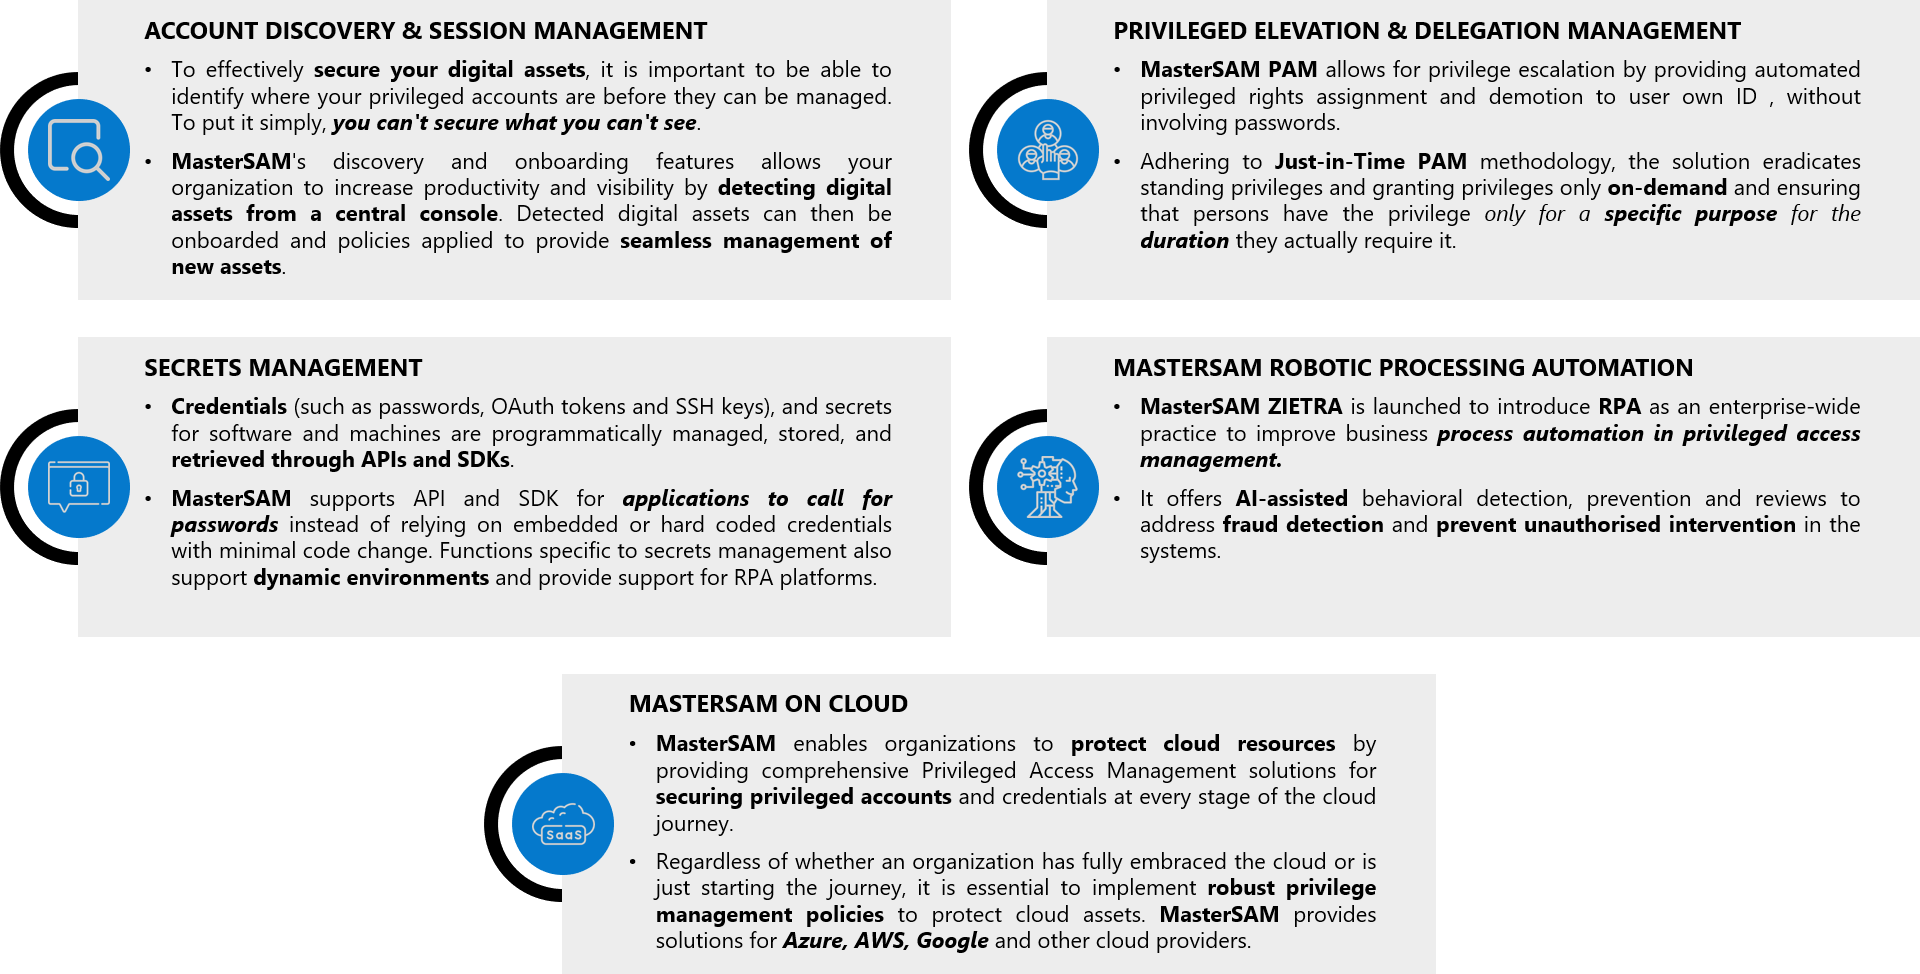 ACCOUNT DISCOVERY & SESSION MANAGEMENT
• To effectively secure your digital assets, it is important to be able to
identify where your privileged accounts are before they can be managed.
To put it simply, you can't secure what you can't see.
• MasterSAM's discovery and onboarding features allows your
organization to increase productivity and visibility by detecting digital
assets from a central console. Detected digital assets can then be
onboarded and policies applied to provide seamless management of
new assets.
PRIVILEGED ELEVATION & DELEGATION MANAGEMENT
• MasterSAM PAM allows for privilege escalation by providing automated
privileged rights assignment and demotion to user own ID , without
involving passwords.
• Adhering to Just-in-Time PAM methodology, the solution eradicates
standing privileges and granting privileges only on-demand and ensuring
that persons have the privilege only for a specific purpose for the
duration they actually require it.
SECRETS MANAGEMENT
• Credentials (such as passwords, OAuth tokens and SSH keys), and secrets
for software and machines are programmatically managed, stored, and
retrieved through APIs and SDKs.
• MasterSAM supports API and SDK for applications to call for
passwords instead of relying on embedded or hard coded credentials
with minimal code change. Functions specific to secrets management also
support dynamic environments and provide support for RPA platforms.
MASTERSAM ROBOTIC PROCESSING AUTOMATION
• MasterSAM ZIETRA is launched to introduce RPA as an enterprise-wide
practice to improve business process automation in privileged access
management.
• It offers AI-assisted behavioral detection, prevention and reviews to
address fraud detection and prevent unauthorised intervention in the
systems.
MASTERSAM ON CLOUD
• MasterSAM enables organizations to protect cloud resources by
providing comprehensive Privileged Access Management solutions for
securing privileged accounts and credentials at every stage of the cloud
journey.
• Regardless of whether an organization has fully embraced the cloud or is
just starting the journey, it is essential to implement robust privilege
management policies to protect cloud assets. MasterSAM provides
solutions for Azure, AWS, Google and other cloud providers.
SaaS